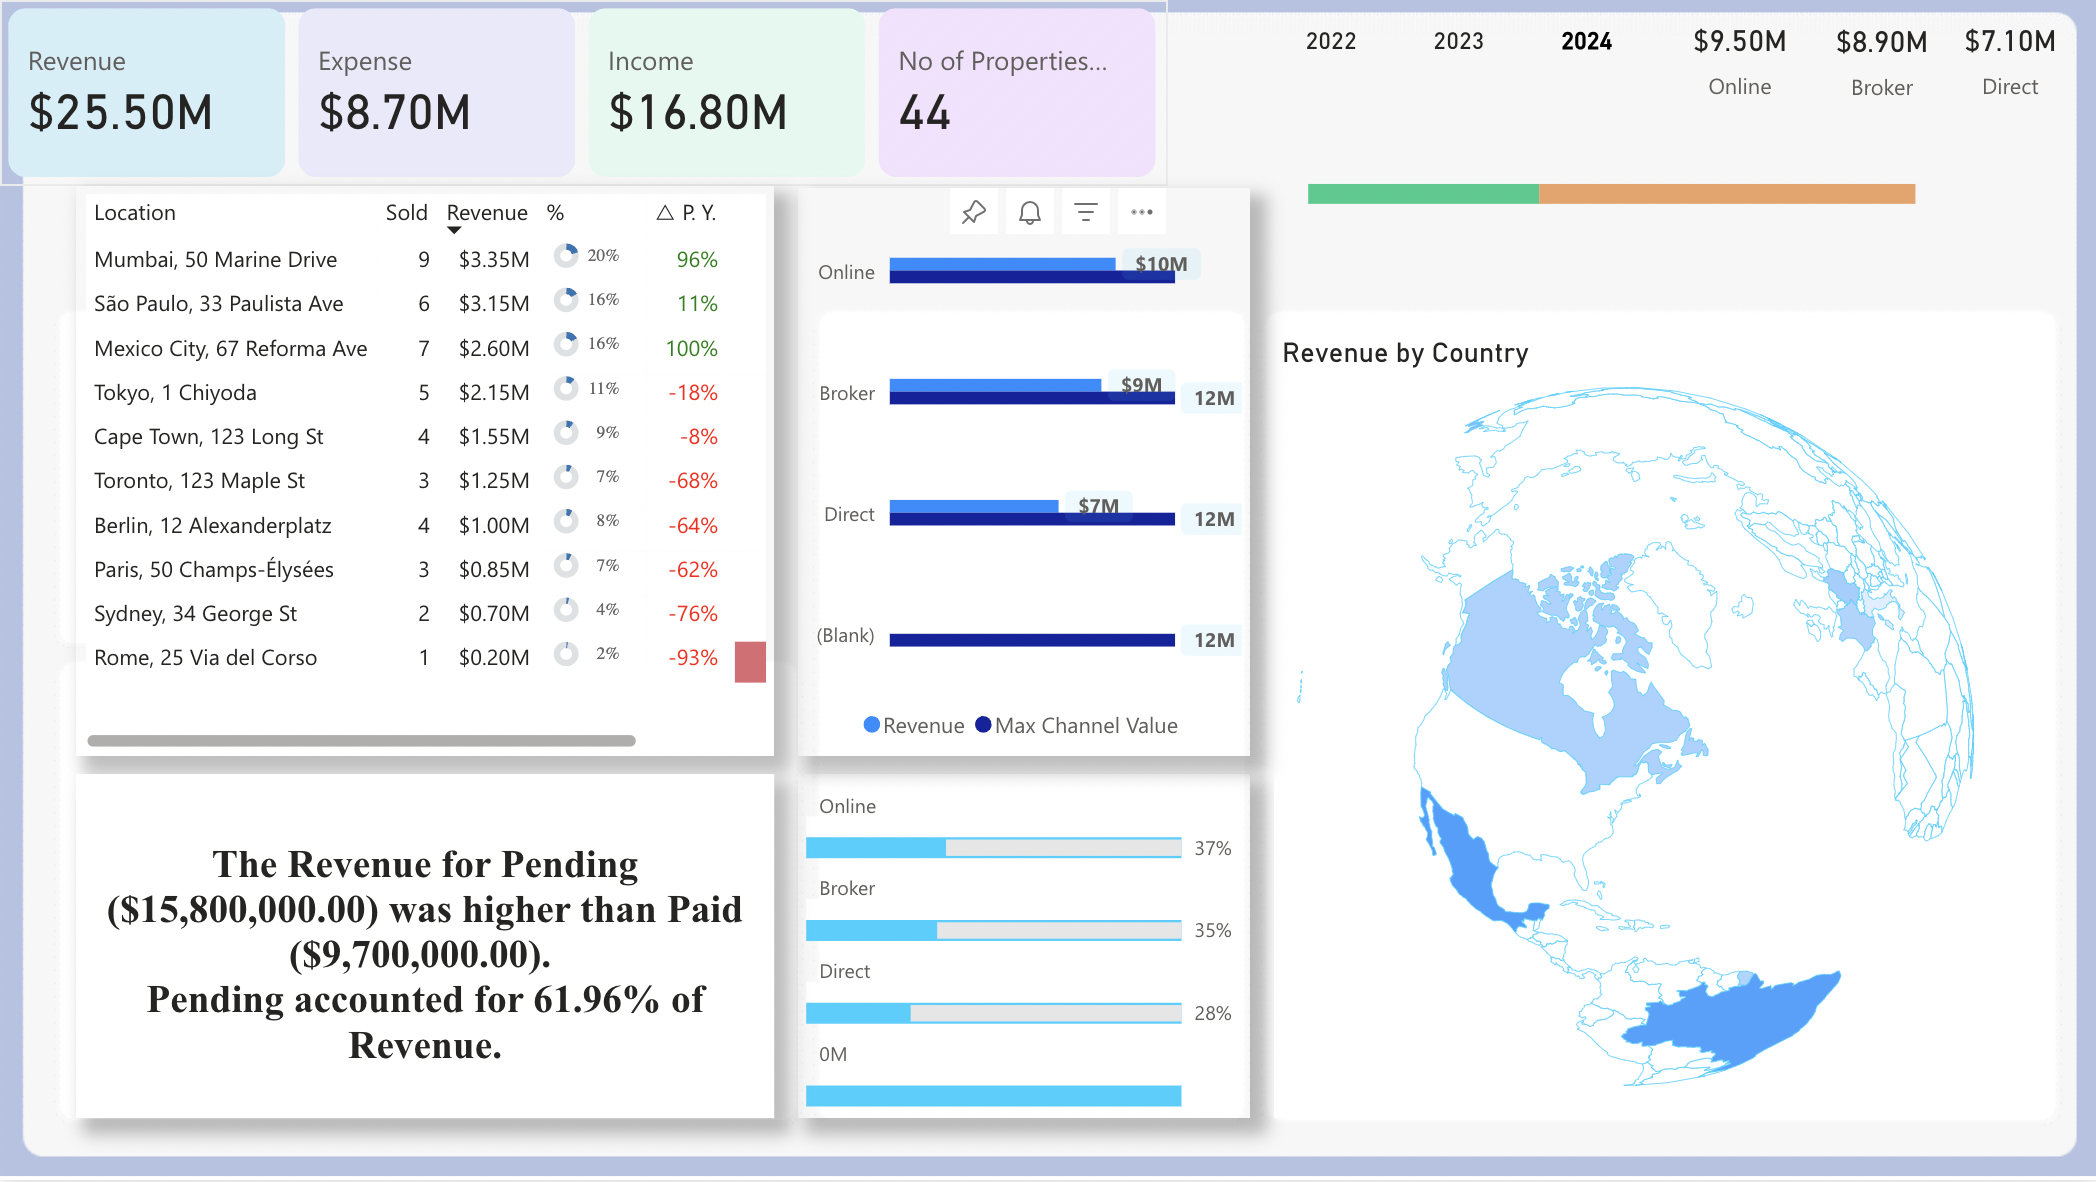 Revenue
$25.50M
Expense
$8.70M
Income
$16.80M
No of Properties...
44
2022 2023 2024
$9.50M $8.90M $7.10M
Online Broker Direct
Location Sold Revenue % △ P. Y.
Mumbai, 50 Marine Drive 9 $3.35M 20% 96%
São Paulo, 33 Paulista Ave 6 $3.15M 16% 11%
Mexico City, 67 Reforma Ave 7 $2.60M 16% 100%
Tokyo, 1 Chiyoda 5 $2.15M 11% -18%
Cape Town, 123 Long St 4 $1.55M 9% -8%
Toronto, 123 Maple St 3 $1.25M 7% -68%
Berlin, 12 Alexanderplatz 4 $1.00M 8% -64%
Paris, 50 Champs-Élysées 3 $0.85M 7% -62%
Sydney, 34 George St 2 $0.70M 4% -76%
Rome, 25 Via del Corso 1 $0.20M 2% -93%
Online $10M
Broker $9M 12M
Direct $7M 12M
(Blank) 12M
Revenue Max Channel Value
Revenue by Country
The Revenue for Pending
($15,800,000.00) was higher than Paid
($9,700,000.00).
Pending accounted for 61.96% of
Revenue.
Online
37%
Broker
35%
Direct
28%
0M